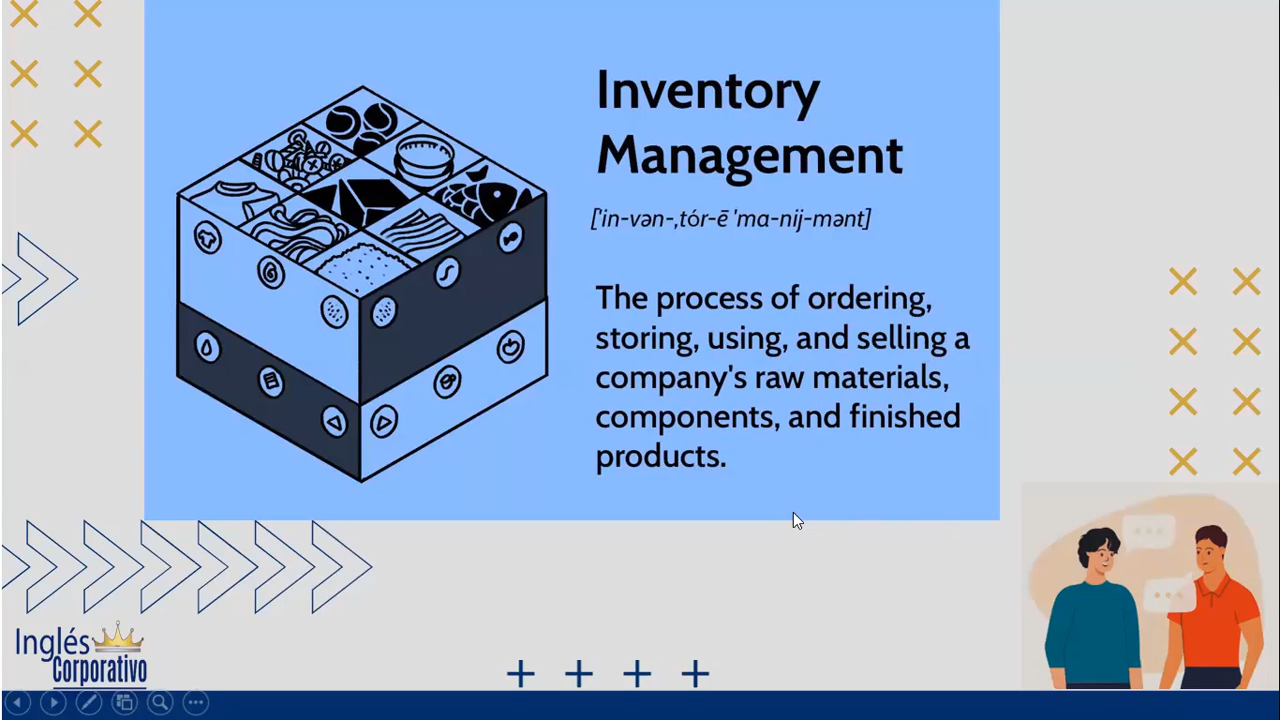 Inventory
Management
['in-vən-,tór-ē 'ma-nij-mənt]
The process of ordering,
storing, using, and selling a
company's raw materials,
components, and finished
products.
Inglés
Corporativo